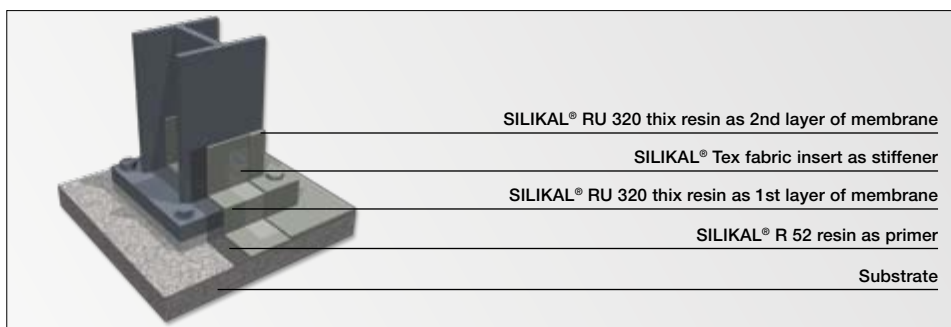 SILIKAL® RU 320 thix resin as 2nd layer of membrane
SILIKAL® Tex fabric insert as stiffener
SILIKAL® RU 320 thix resin as 1st layer of membrane
SILIKAL® R 52 resin as primer
Substrate